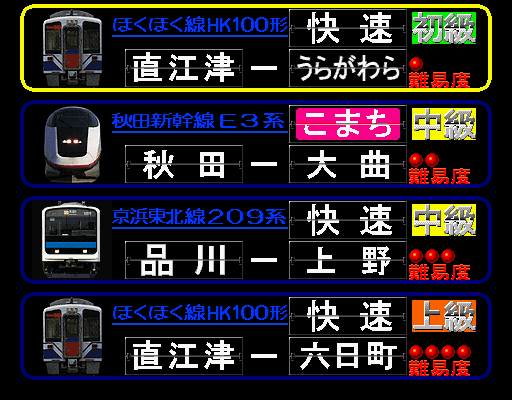 ほくほく線HK100形 快速 初級
直江津 ー うらがわら 難易度
秋田新幹線E3系 こまち 中級
秋田 ー 大曲 難易度
京浜東北線209系 快速 中級
品川 ー 上野 難易度
ほくほく線HK100形 快速 上級
直江津 ー 六日町 難易度